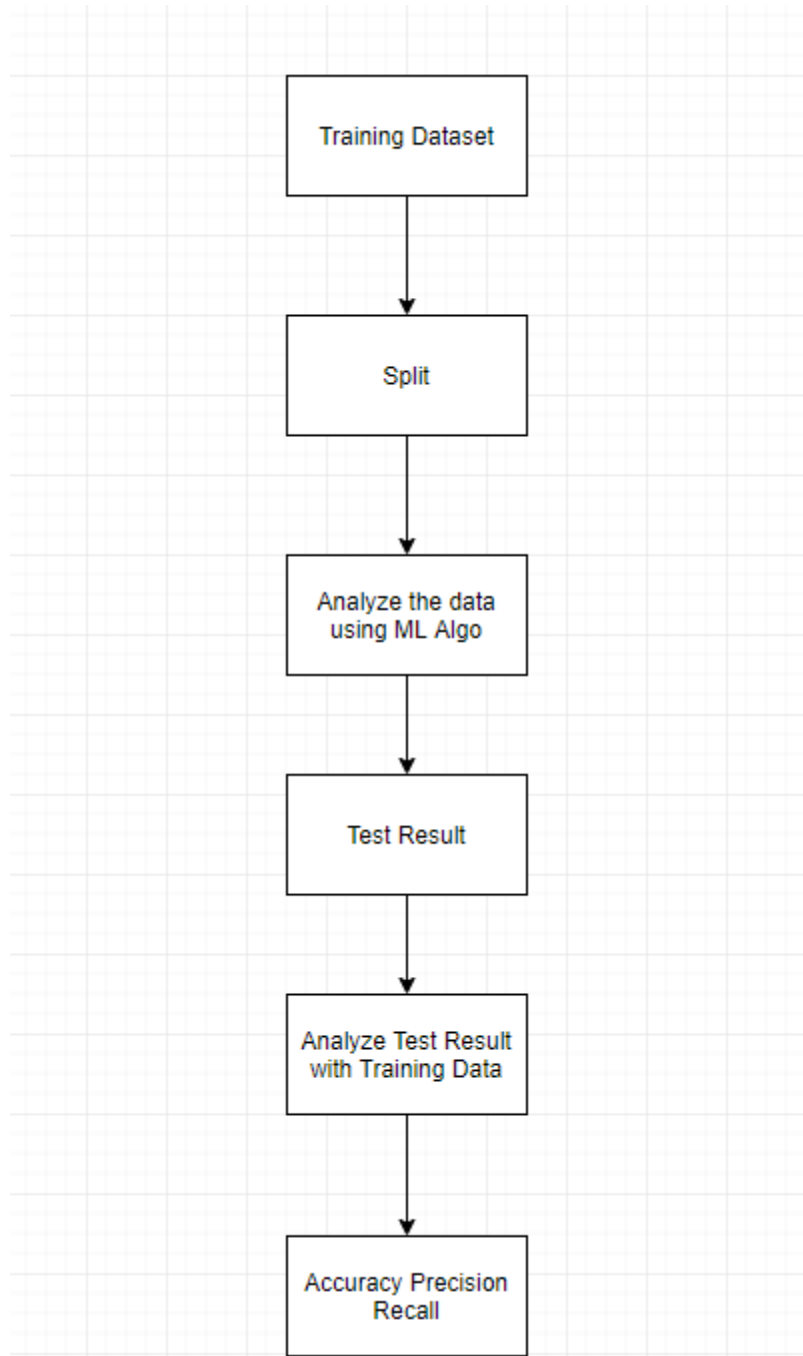 Training Dataset
Split
Analyze the data
using ML Algo
Test Result
Analyze Test Result
with Training Data
Accuracy Precision
Recall